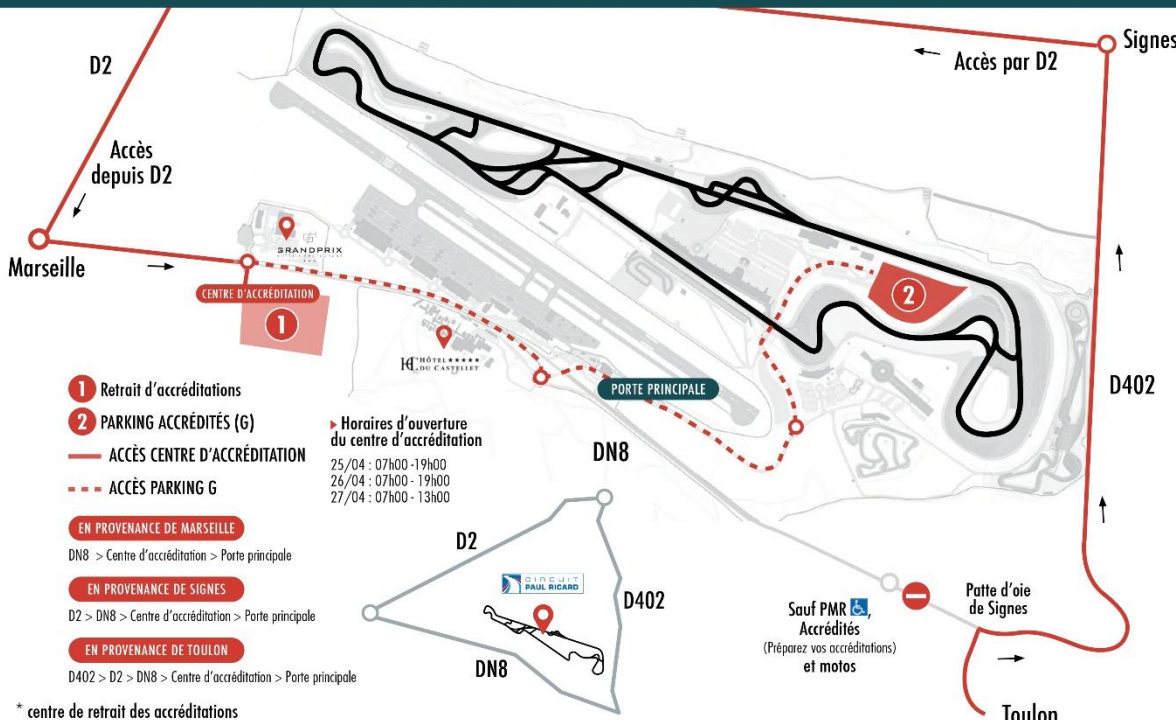 D2
Accès par D2
Signes
Accès
depuis D2
Marseille
GRANDPRIX
CENTRE D'ACCRÉDITATION
1
2
HC HÔTEL ★★★★★
DU CASTELLET
PORTE PRINCIPALE
D402
DN8
1 Retrait d'accréditations
2 PARKING ACCRÉDITÉS (G)
ACCÈS CENTRE D'ACCRÉDITATION
ACCÈS PARKING G
Horaires d'ouverture
du centre d'accréditation
25/04 : 07h00 -19h00
26/04 : 07h00 - 19h00
27/04 : 07h00 - 13h00
EN PROVENANCE DE MARSEILLE
DN8 > Centre d'accréditation > Porte principale
EN PROVENANCE DE SIGNES
D2 > DN8 > Centre d'accréditation > Porte principale
EN PROVENANCE DE TOULON
D402 > D2 > DN8 > Centre d'accréditation > Porte principale
* centre de retrait des accréditations
D2
CIRCUIT
PAUL RICARD
D402
DN8
Sauf PMR ,
Accrédités
(Préparez vos accréditations)
et motos
Patte d'oie
de Signes
Toulon